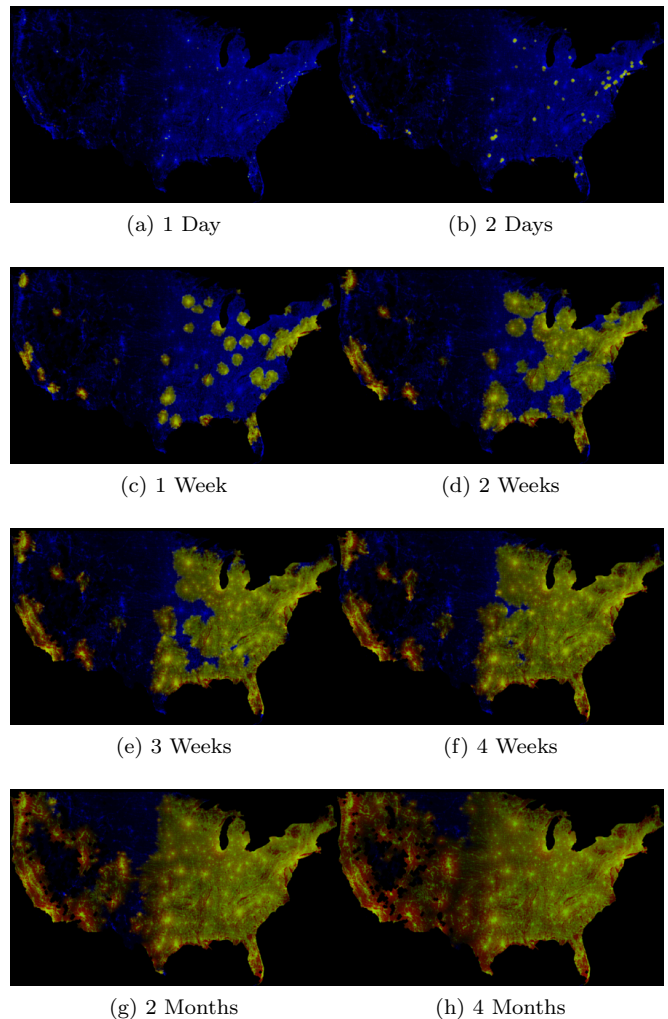 (a) 1 Day
(b) 2 Days
(c) 1 Week
(d) 2 Weeks
(e) 3 Weeks
(f) 4 Weeks
(g) 2 Months
(h) 4 Months